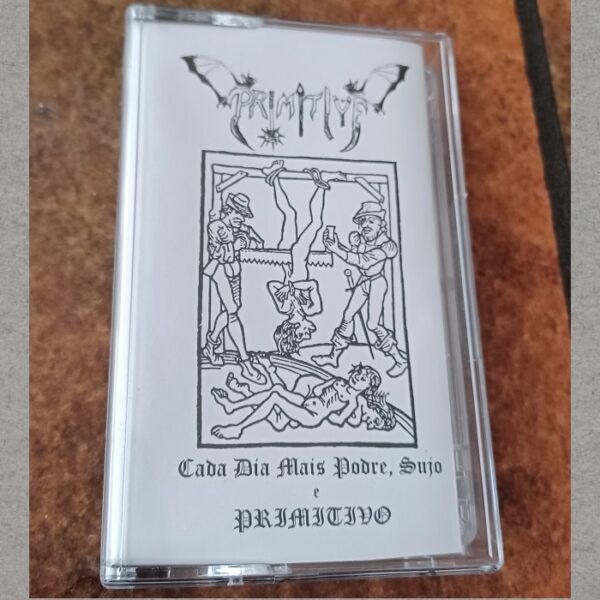 PRIMITIVE
Cada Dia Mais Podre, Sujo
e
PRIMITIVO